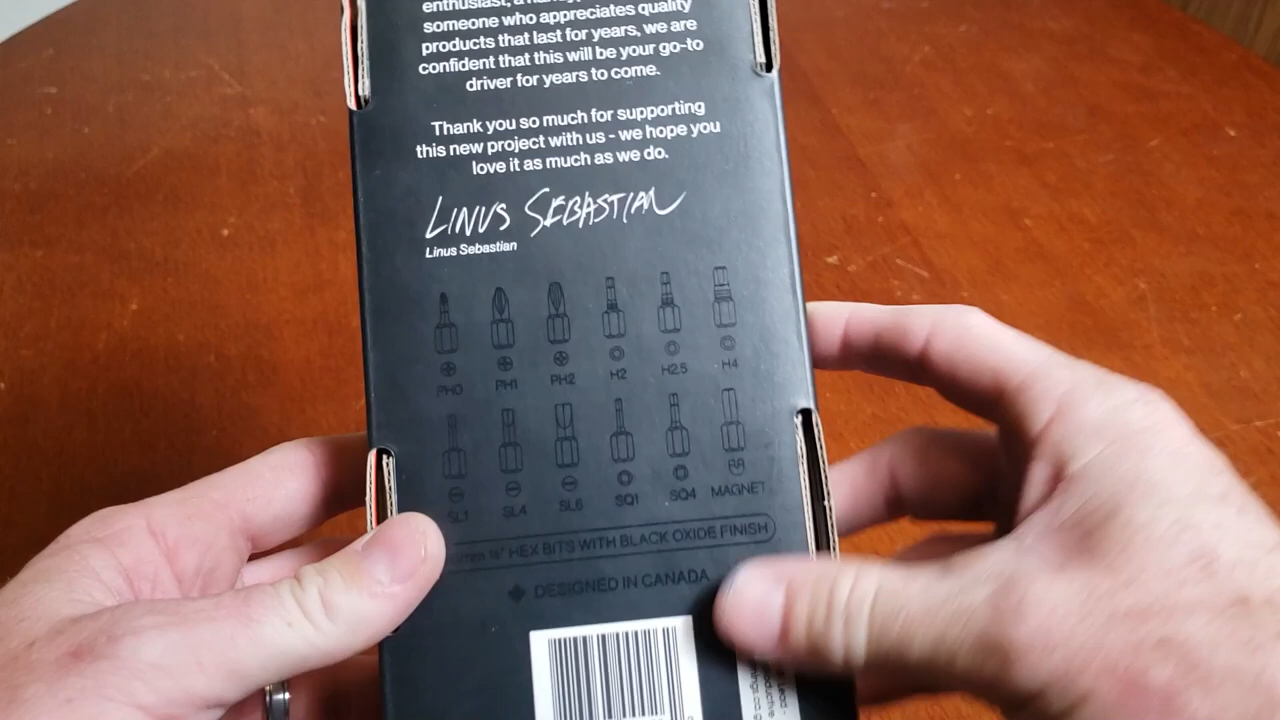 enthusiast, a
someone who appreciates quality
products that last for years, we are
confident that this will be your go-to
driver for years to come.
Thank you so much for supporting
this new project with us - we hope you
love it as much as we do.
LINUS SEBASTIAN
Linus Sebastian
PH0 PH1 PH2 H2 H2.5 H4
SL1 SL4 SL6 SQ1 SQ4 MAGNET
¼" HEX BITS WITH BLACK OXIDE FINISH
DESIGNED IN CANADA